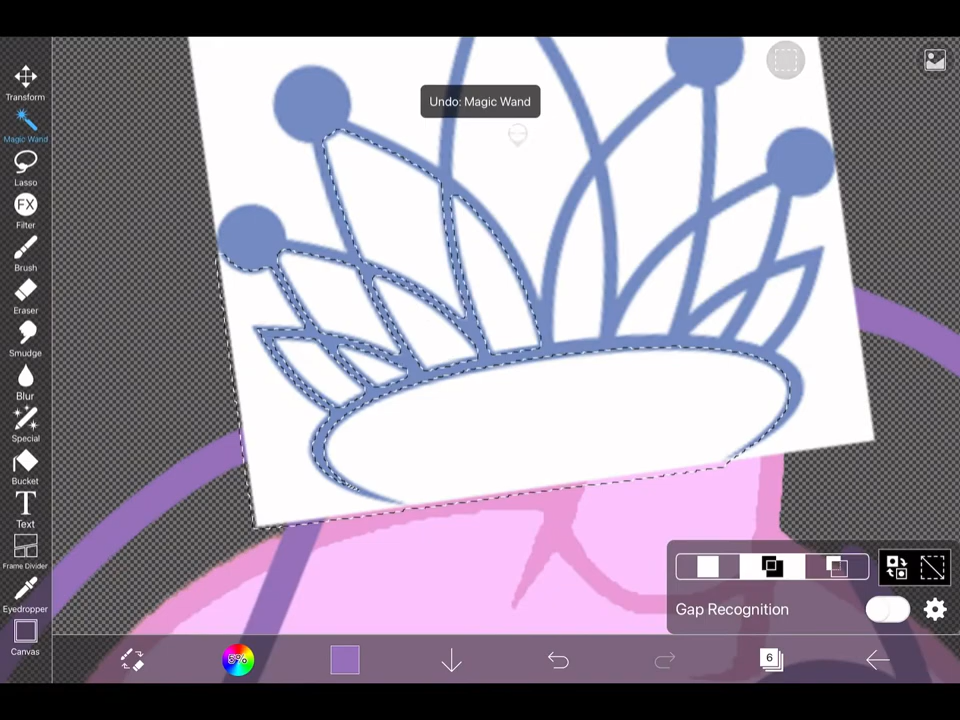 Undo: Magic Wand
Transform
Magic Wand
Lasso
FX
Filter
Brush
Eraser
Smudge
Blur
Special
Bucket
T
Text
Frame Divider
Eyedropper
Canvas
Gap Recognition
6